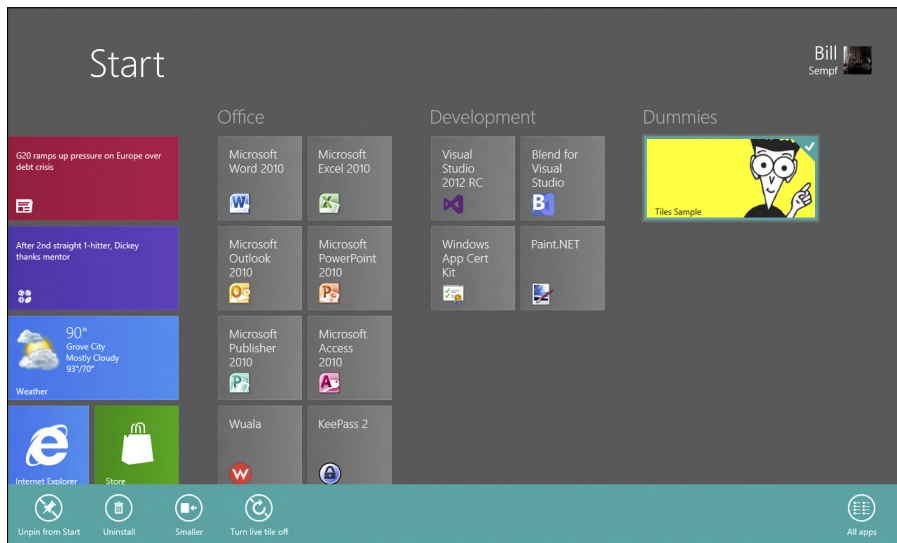 Start
Bill
Sempf
Office
Development
Dummies
G20 ramps up pressure on Europe over
debt crisis
After 2nd straight 1-hitter, Dickey
thanks mentor
90°
Grove City
Mostly Cloudy
93°/70°
Weather
Internet Explorer
Store
Microsoft
Word 2010
Microsoft
Excel 2010
Microsoft
Outlook
2010
Microsoft
PowerPoint
2010
Microsoft
Publisher
2010
Microsoft
Access
2010
Wuala
KeePass 2
Visual
Studio
2012 RC
Blend for
Visual
Studio
Windows
App Cert
Kit
Paint.NET
Tiles Sample
Unpin from Start
Uninstall
Smaller
Turn live tile off
All apps